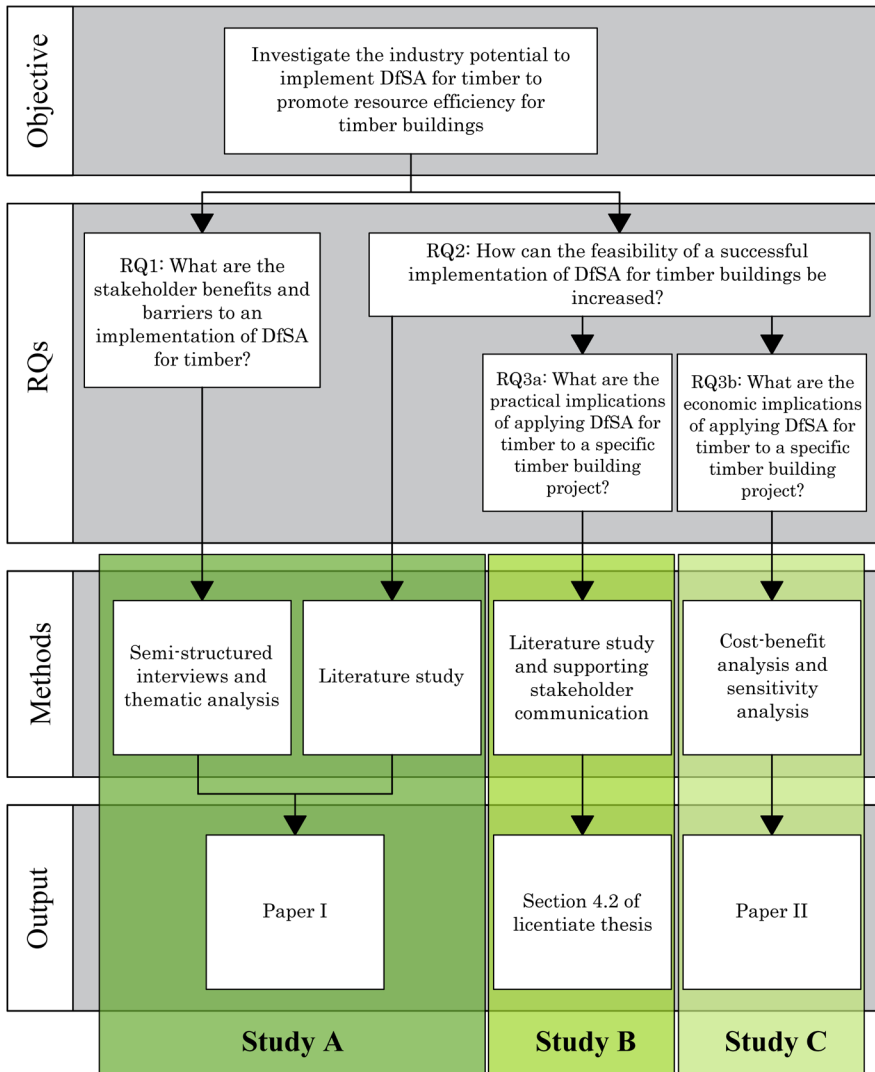 Objective
Investigate the industry potential to
implement DfSA for timber to
promote resource efficiency for
timber buildings
RQs
RQ1: What are the
stakeholder benefits and
barriers to an
implementation of DfSA
for timber?
RQ2: How can the feasibility of a successful
implementation of DfSA for timber buildings be
increased?
RQ3a: What are the
practical implications
of applying DfSA for
timber to a specific
timber building
project?
RQ3b: What are the
economic implications
of applying DfSA for
timber to a specific
timber building
project?
Methods
Semi-structured
interviews and
thematic analysis
Literature study
Literature study
and supporting
stakeholder
communication
Cost-benefit
analysis and
sensitivity
analysis
Output
Paper I
Section 4.2 of
licentiate thesis
Paper II
Study A
Study B
Study C